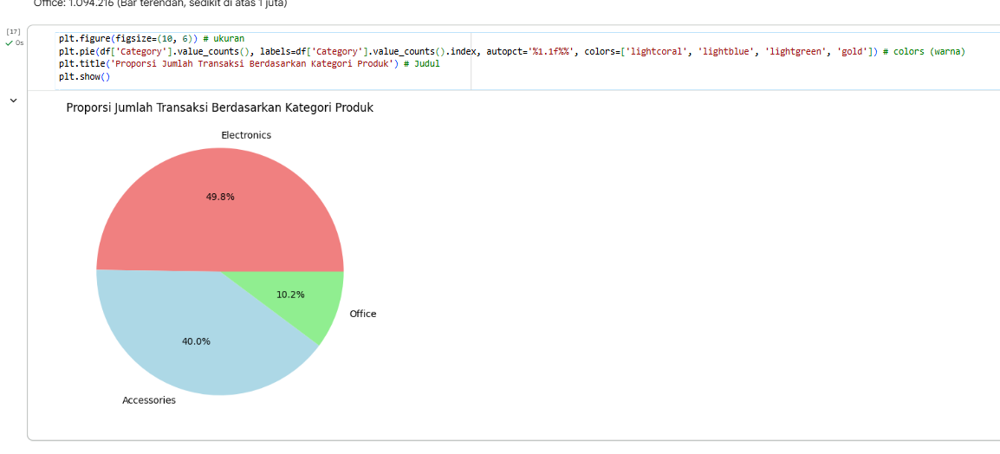 Office: 1.094.216 (Bar terendah, sedikit di atas 1 juta)
[17]
0s
plt.figure(figsize=(10, 6)) # ukuran
plt.pie(df['Category'].value_counts(), labels=df['Category'].value_counts().index, autopct='%1.1f%%', colors=['lightcoral', 'lightblue', 'lightgreen', 'gold']) # colors (warna)
plt.title('Proporsi Jumlah Transaksi Berdasarkan Kategori Produk') # Judul
plt.show()
Proporsi Jumlah Transaksi Berdasarkan Kategori Produk
Electronics
49.8%
10.2%
Office
40.0%
Accessories